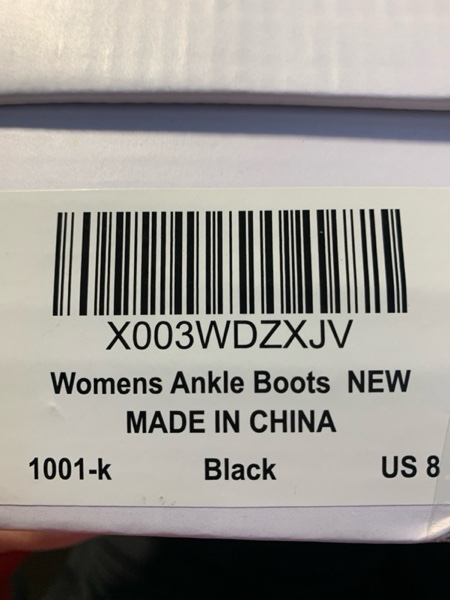 X003WDZXJV
Womens Ankle Boots NEW
MADE IN CHINA
1001-k Black US 8